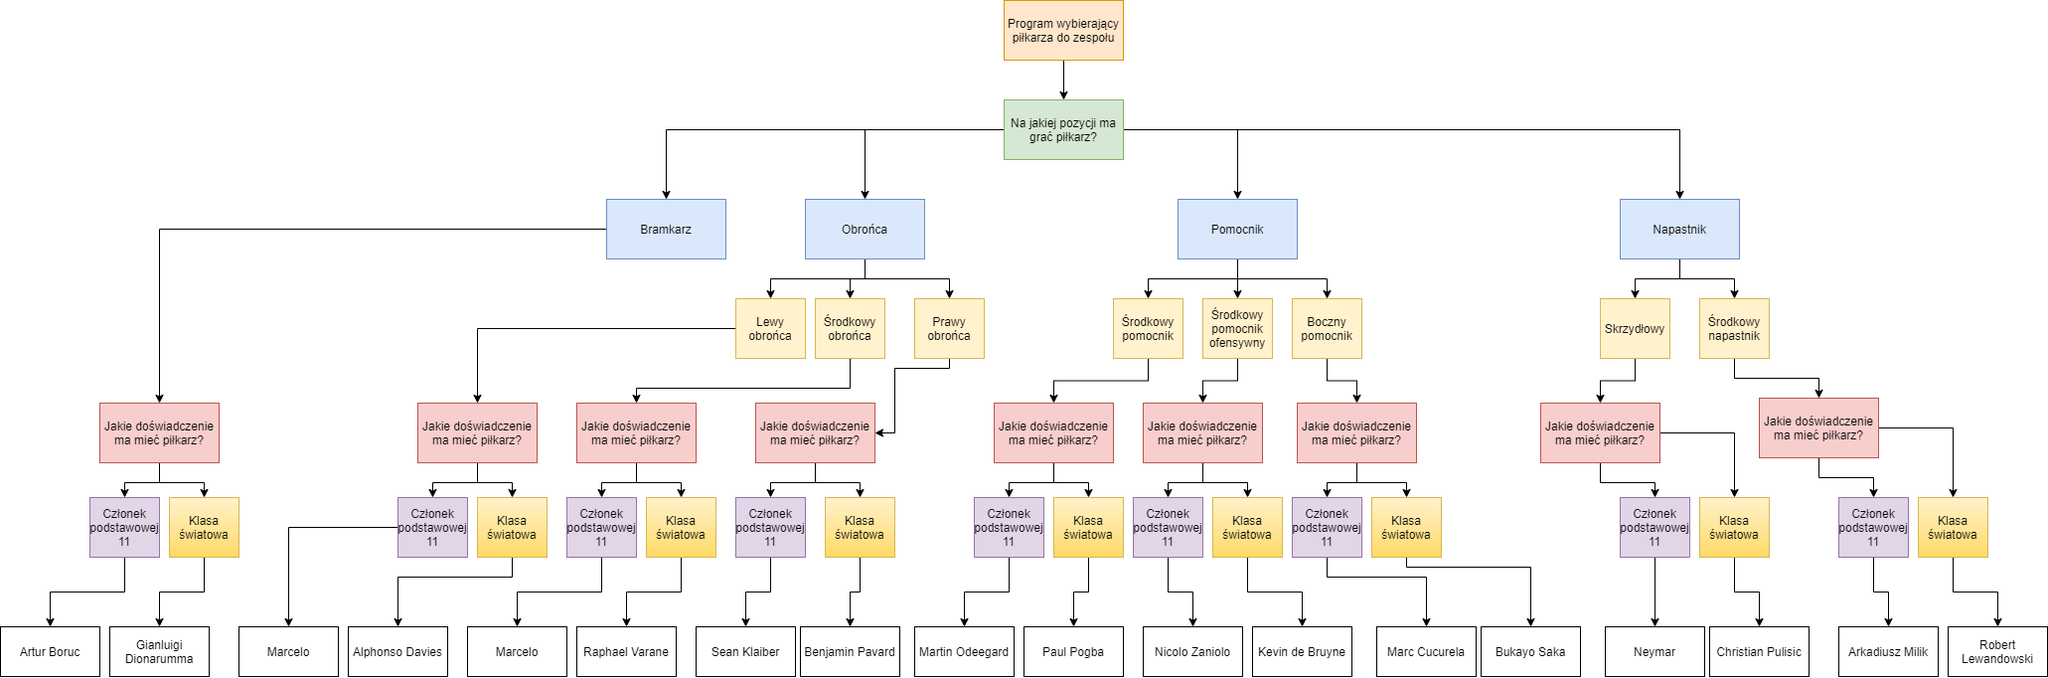 Program wybierający
piłkarza do zespołu
Na jakiej pozycji ma
grać piłkarz?
Bramkarz
Obrońca
Pomocnik
Napastnik
Lewy
obrońca
Środkowy
obrońca
Prawy
obrońca
Środkowy
pomocnik
Środkowy
pomocnik
ofensywny
Boczny
pomocnik
Skrzydłowy
Środkowy
napastnik
Jakie doświadczenie
ma mieć piłkarz?
Jakie doświadczenie
ma mieć piłkarz?
Jakie doświadczenie
ma mieć piłkarz?
Jakie doświadczenie
ma mieć piłkarz?
Jakie doświadczenie
ma mieć piłkarz?
Jakie doświadczenie
ma mieć piłkarz?
Jakie doświadczenie
ma mieć piłkarz?
Jakie doświadczenie
ma mieć piłkarz?
Jakie doświadczenie
ma mieć piłkarz?
Członek
podstawowej
11
Klasa
światowa
Członek
podstawowej
11
Klasa
światowa
Członek
podstawowej
11
Klasa
światowa
Członek
podstawowej
11
Klasa
światowa
Członek
podstawowej
11
Klasa
światowa
Członek
podstawowej
11
Klasa
światowa
Członek
podstawowej
11
Klasa
światowa
Członek
podstawowej
11
Klasa
światowa
Członek
podstawowej
11
Klasa
światowa
Artur Boruc
Gianluigi
Dionarumma
Marcelo
Alphonso Davies
Marcelo
Raphael Varane
Sean Klaiber
Benjamin Pavard
Martin Odeegard
Paul Pogba
Nicolo Zaniolo
Kevin de Bruyne
Marc Cucurela
Bukayo Saka
Neymar
Christian Pulisic
Arkadiusz Milik
Robert
Lewandowski